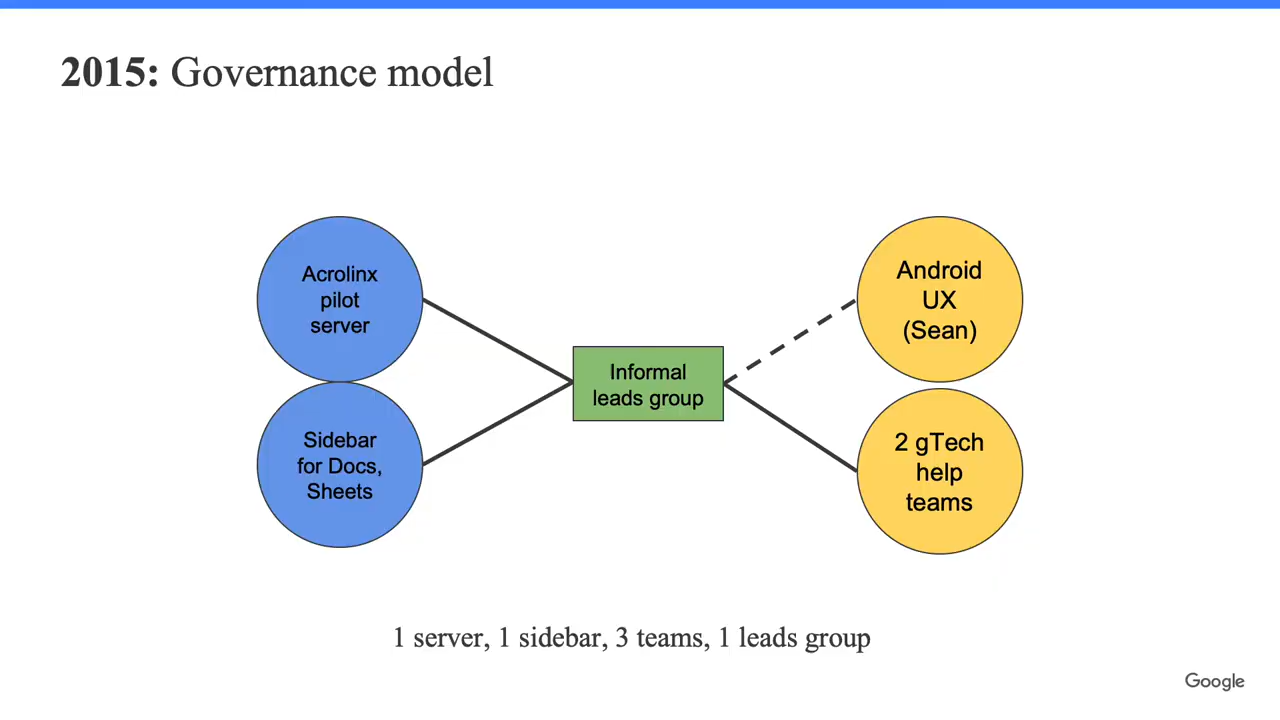 2015: Governance model
Acrolinx
pilot
server
Sidebar
for Docs,
Sheets
Informal
leads group
Android
UX
(Sean)
2 gTech
help
teams
1 server, 1 sidebar, 3 teams, 1 leads group
Google